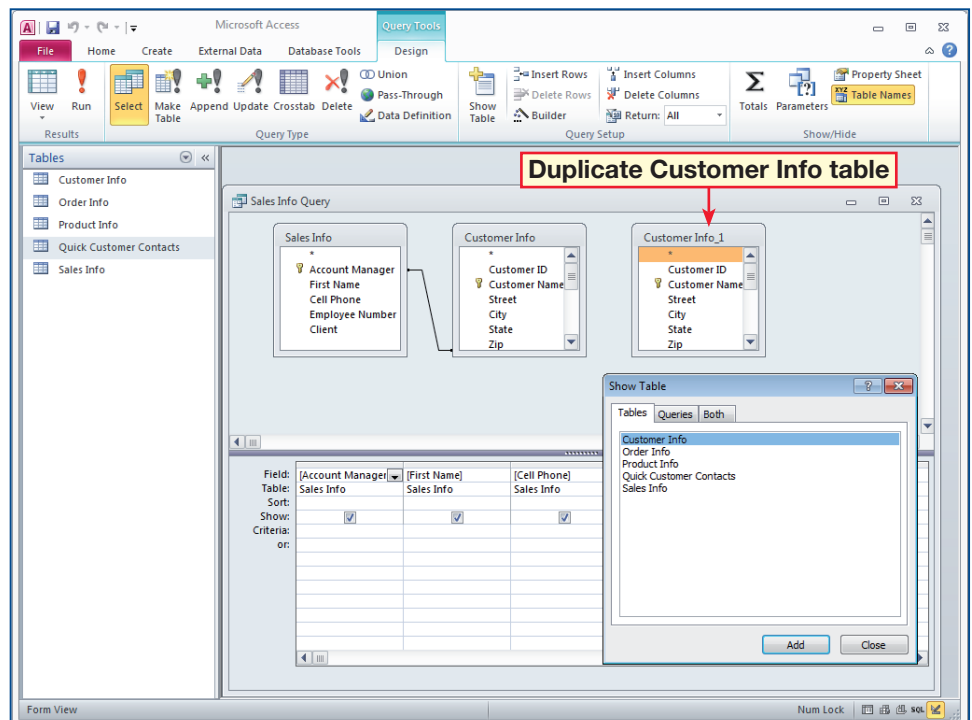 Microsoft Access
Query Tools
File Home Create External Data Database Tools Design
View
Run
Select
Make Table
Append
Update
Crosstab
Delete
Union
Pass-Through
Data Definition
Show Table
Insert Rows
Delete Rows
Builder
Insert Columns
Delete Columns
Return: All
Totals
Parameters
Property Sheet
Table Names
Results
Query Type
Query Setup
Show/Hide
Tables
Customer Info
Order Info
Product Info
Quick Customer Contacts
Sales Info
Duplicate Customer Info table
Sales Info Query
Sales Info
*
Account Manager
First Name
Cell Phone
Employee Number
Client
Customer Info
*
Customer ID
Customer Name
Street
City
State
Zip
Customer Info_1
*
Customer ID
Customer Name
Street
City
State
Zip
Show Table
Tables Queries Both
Customer Info
Order Info
Product Info
Quick Customer Contacts
Sales Info
Add
Close
Field: [Account Manager [First Name] [Cell Phone]
Table: Sales Info Sales Info Sales Info
Sort:
Show:
Criteria:
or:
Form View
Num Lock
SQL